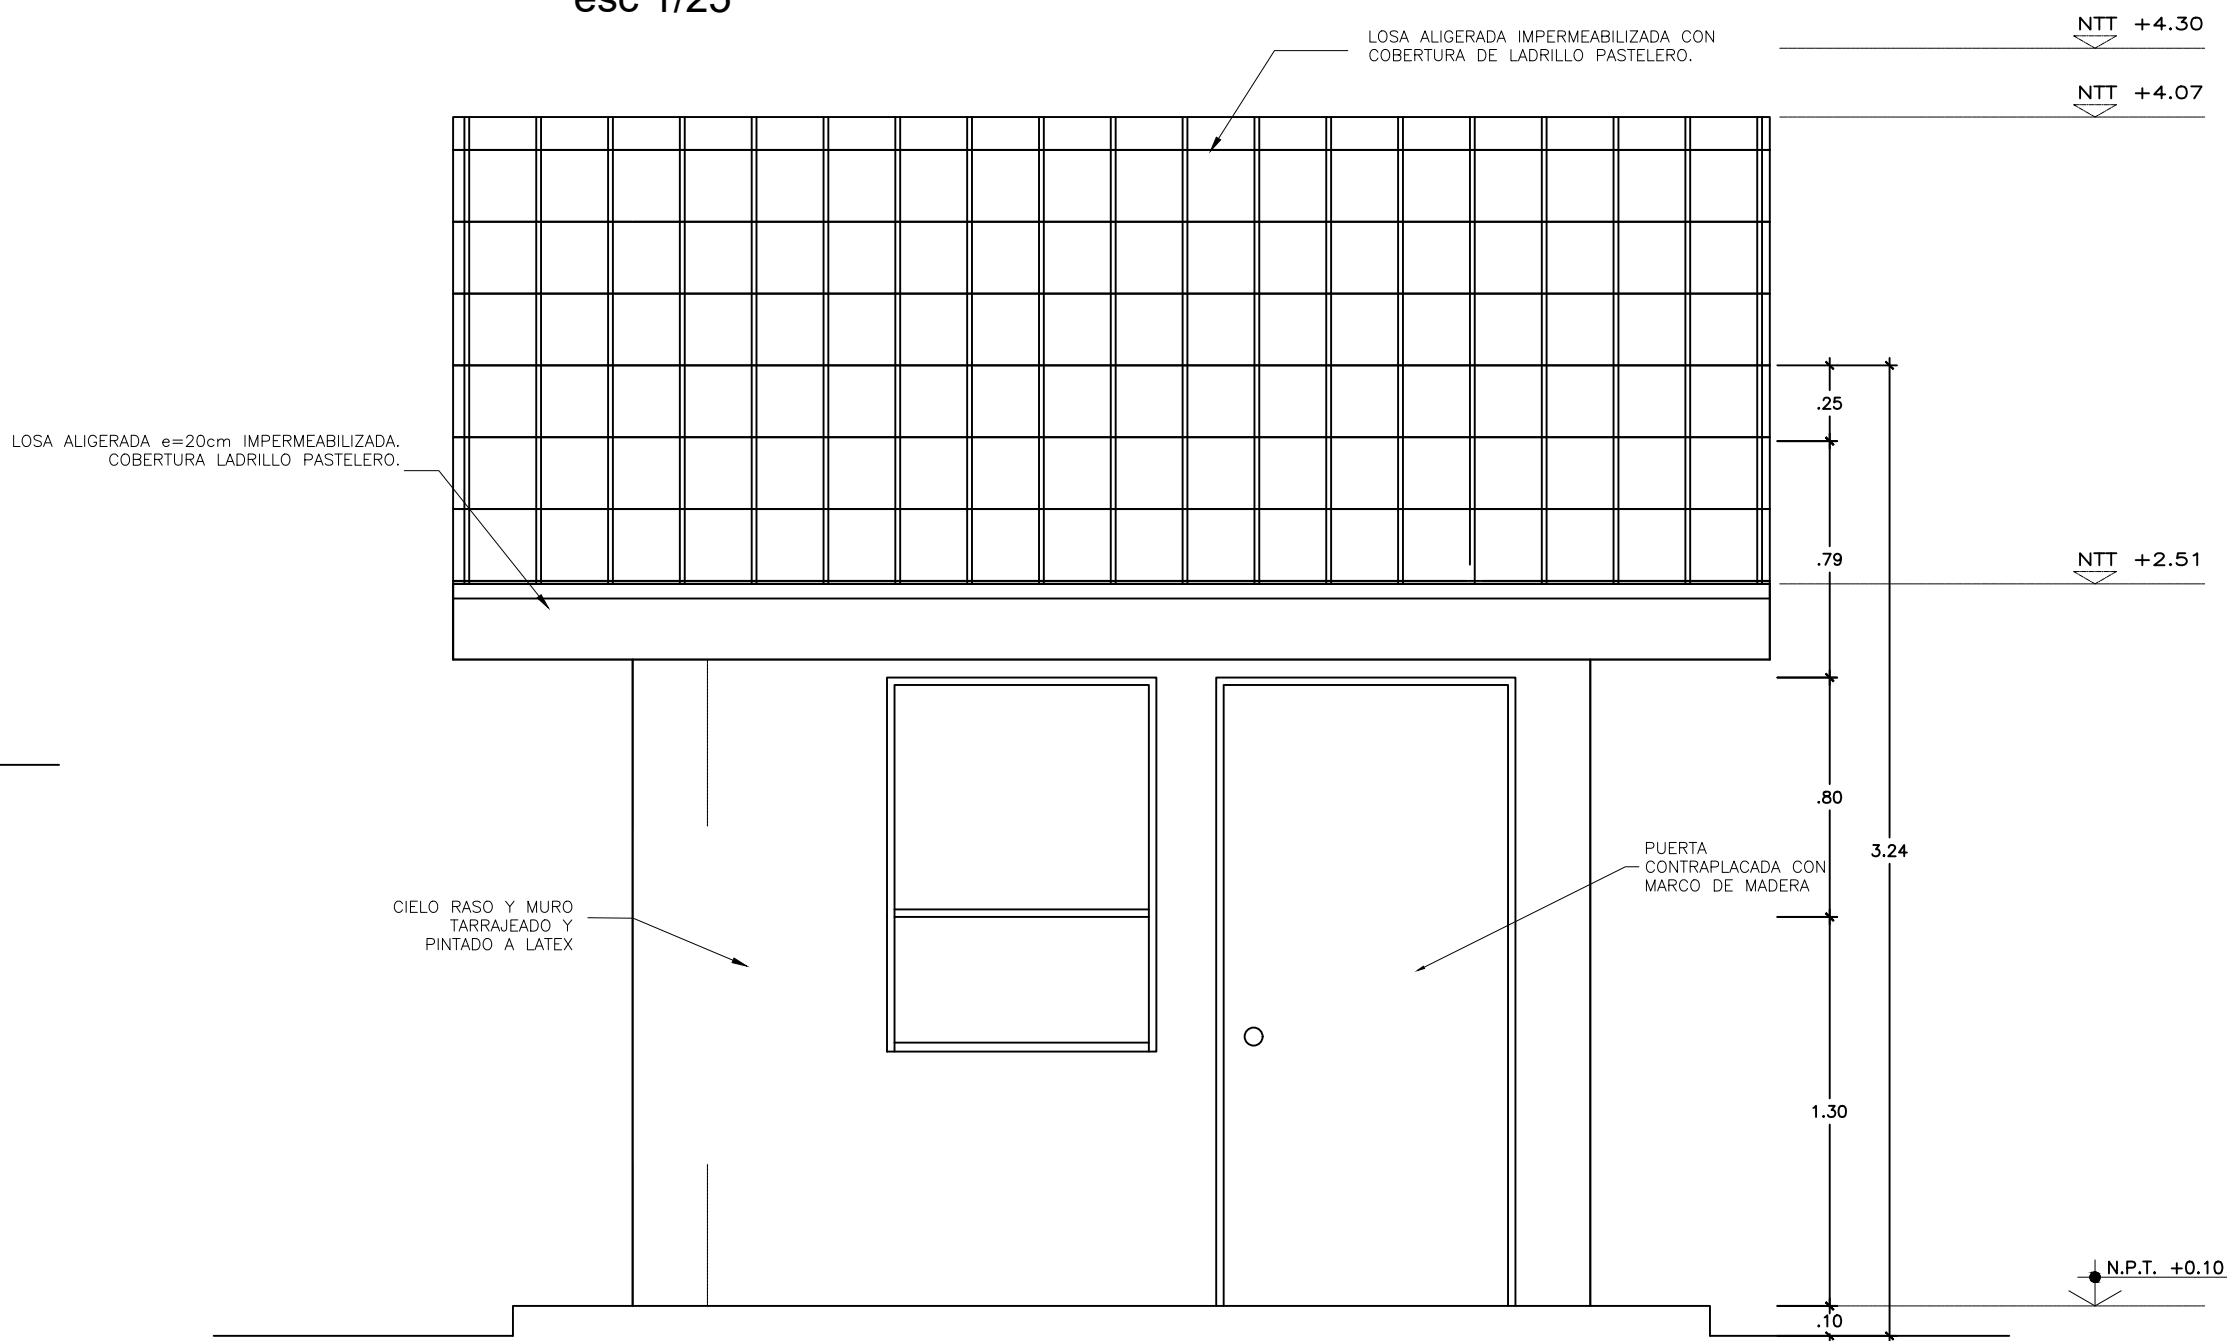 esc 1/25
LOSA ALIGERADA IMPERMEABILIZADA CON
COBERTURA DE LADRILLO PASTELERO.
NTT +4.30
NTT +4.07
.25
LOSA ALIGERADA e=20cm IMPERMEABILIZADA.
COBERTURA LADRILLO PASTELERO.
.79
NTT +2.51
.80
PUERTA
CONTRAPLACADA CON
MARCO DE MADERA
3.24
CIELO RASO Y MURO
TARRAJEADO Y
PINTADO A LATEX
1.30
N.P.T. +0.10
.10